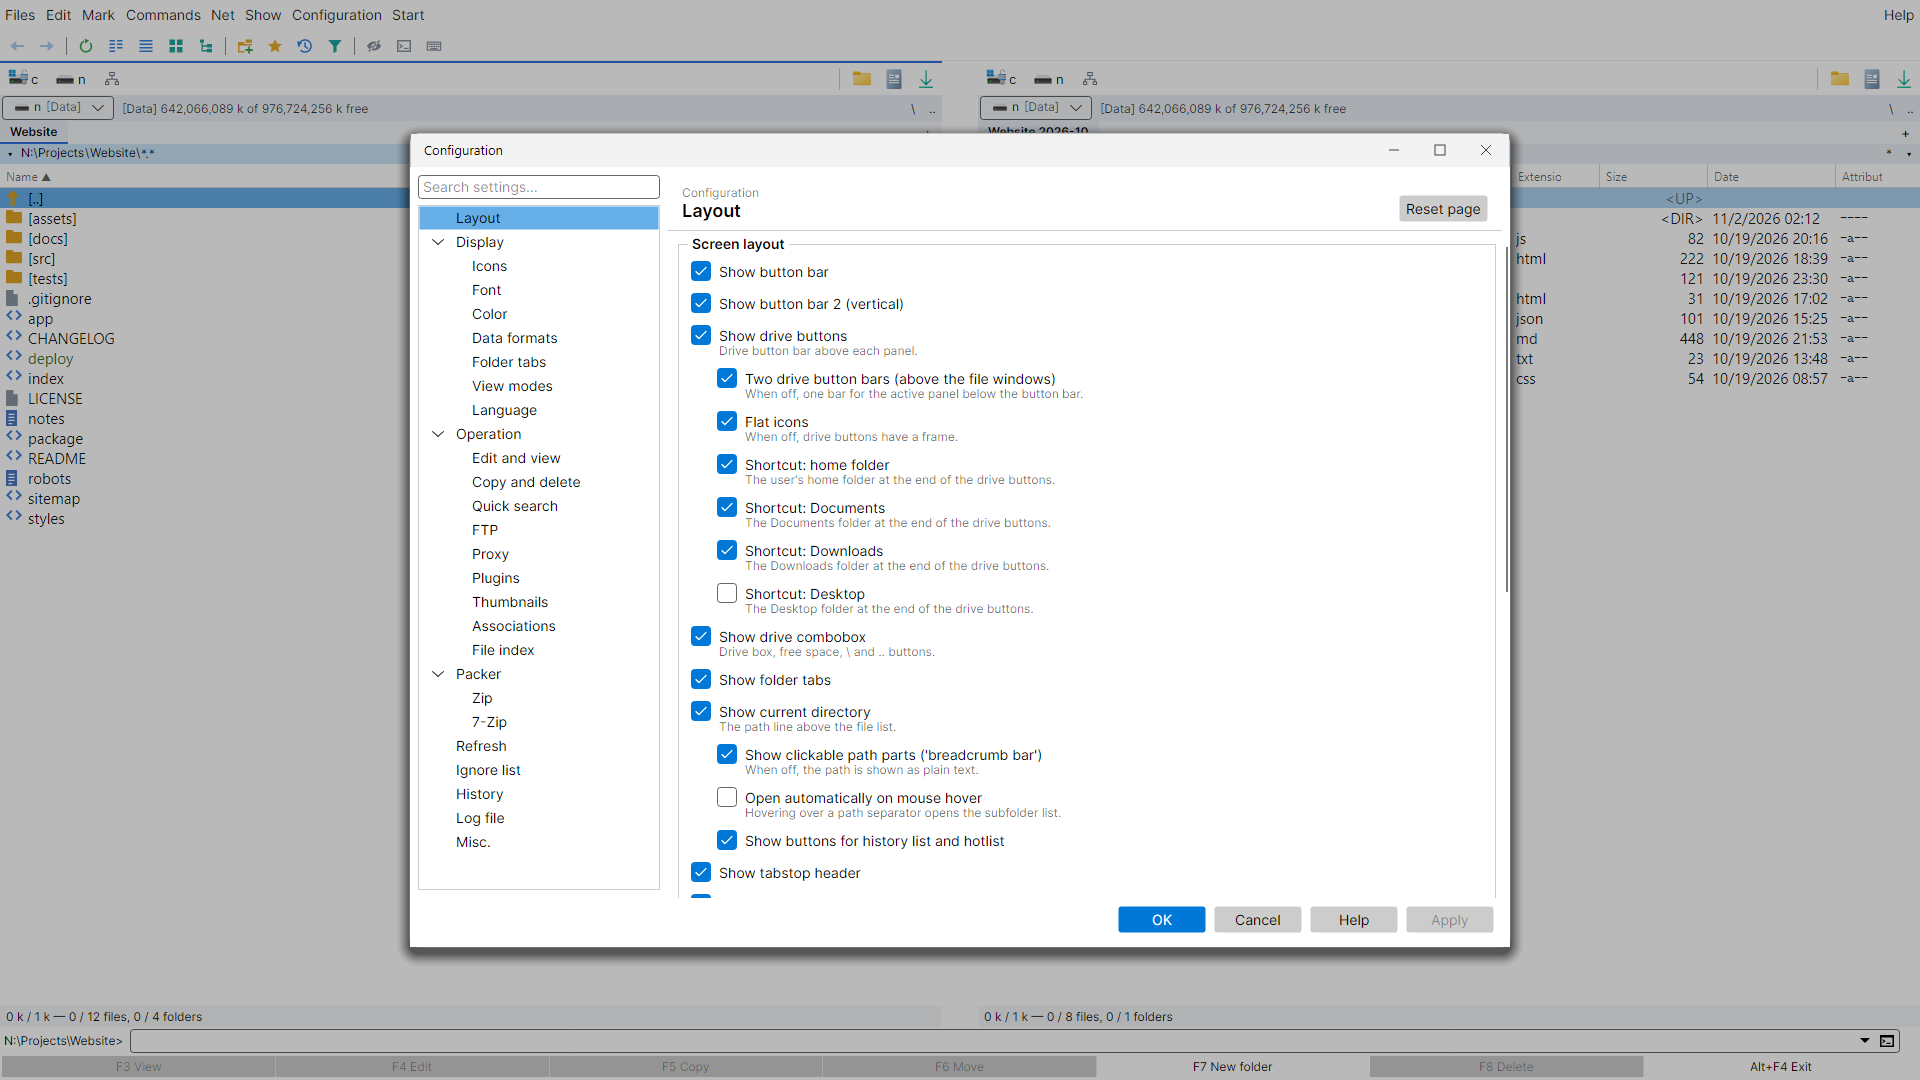 Files Edit Mark Commands Net Show Configuration Start Help
c n
c n
n [Data] [Data] 642,066,089 k of 976,724,256 k free \ ..
n [Data] [Data] 642,066,089 k of 976,724,256 k free \ ..
Website
Website 2026-10 +
N:\Projects\Website\*.*
*
Name
Extensio Size Date Attribut
[..]
[assets]
[docs]
[src]
[tests]
.gitignore
app
CHANGELOG
deploy
index
LICENSE
notes
package
README
robots
sitemap
styles
<UP>
<DIR> 11/2/2026 02:12 ----
js 82 10/19/2026 20:16 -a--
html 222 10/19/2026 18:39 -a--
121 10/19/2026 23:30 -a--
html 31 10/19/2026 17:02 -a--
json 101 10/19/2026 15:25 -a--
md 448 10/19/2026 21:53 -a--
txt 23 10/19/2026 13:48 -a--
css 54 10/19/2026 08:57 -a--
Configuration
Search settings...
Layout
Display
Icons
Font
Color
Data formats
Folder tabs
View modes
Language
Operation
Edit and view
Copy and delete
Quick search
FTP
Proxy
Plugins
Thumbnails
Associations
File index
Packer
Zip
7-Zip
Refresh
Ignore list
History
Log file
Misc.
Configuration
Layout
Reset page
Screen layout
Show button bar
Show button bar 2 (vertical)
Show drive buttons
Drive button bar above each panel.
Two drive button bars (above the file windows)
When off, one bar for the active panel below the button bar.
Flat icons
When off, drive buttons have a frame.
Shortcut: home folder
The user's home folder at the end of the drive buttons.
Shortcut: Documents
The Documents folder at the end of the drive buttons.
Shortcut: Downloads
The Downloads folder at the end of the drive buttons.
Shortcut: Desktop
The Desktop folder at the end of the drive buttons.
Show drive combobox
Drive box, free space, \ and .. buttons.
Show folder tabs
Show current directory
The path line above the file list.
Show clickable path parts ('breadcrumb bar')
When off, the path is shown as plain text.
Open automatically on mouse hover
Hovering over a path separator opens the subfolder list.
Show buttons for history list and hotlist
Show tabstop header
OK Cancel Help Apply
0 k / 1 k — 0 / 12 files, 0 / 4 folders
0 k / 1 k — 0 / 8 files, 0 / 1 folders
N:\Projects\Website>
F3 View F4 Edit F5 Copy F6 Move F7 New folder F8 Delete Alt+F4 Exit